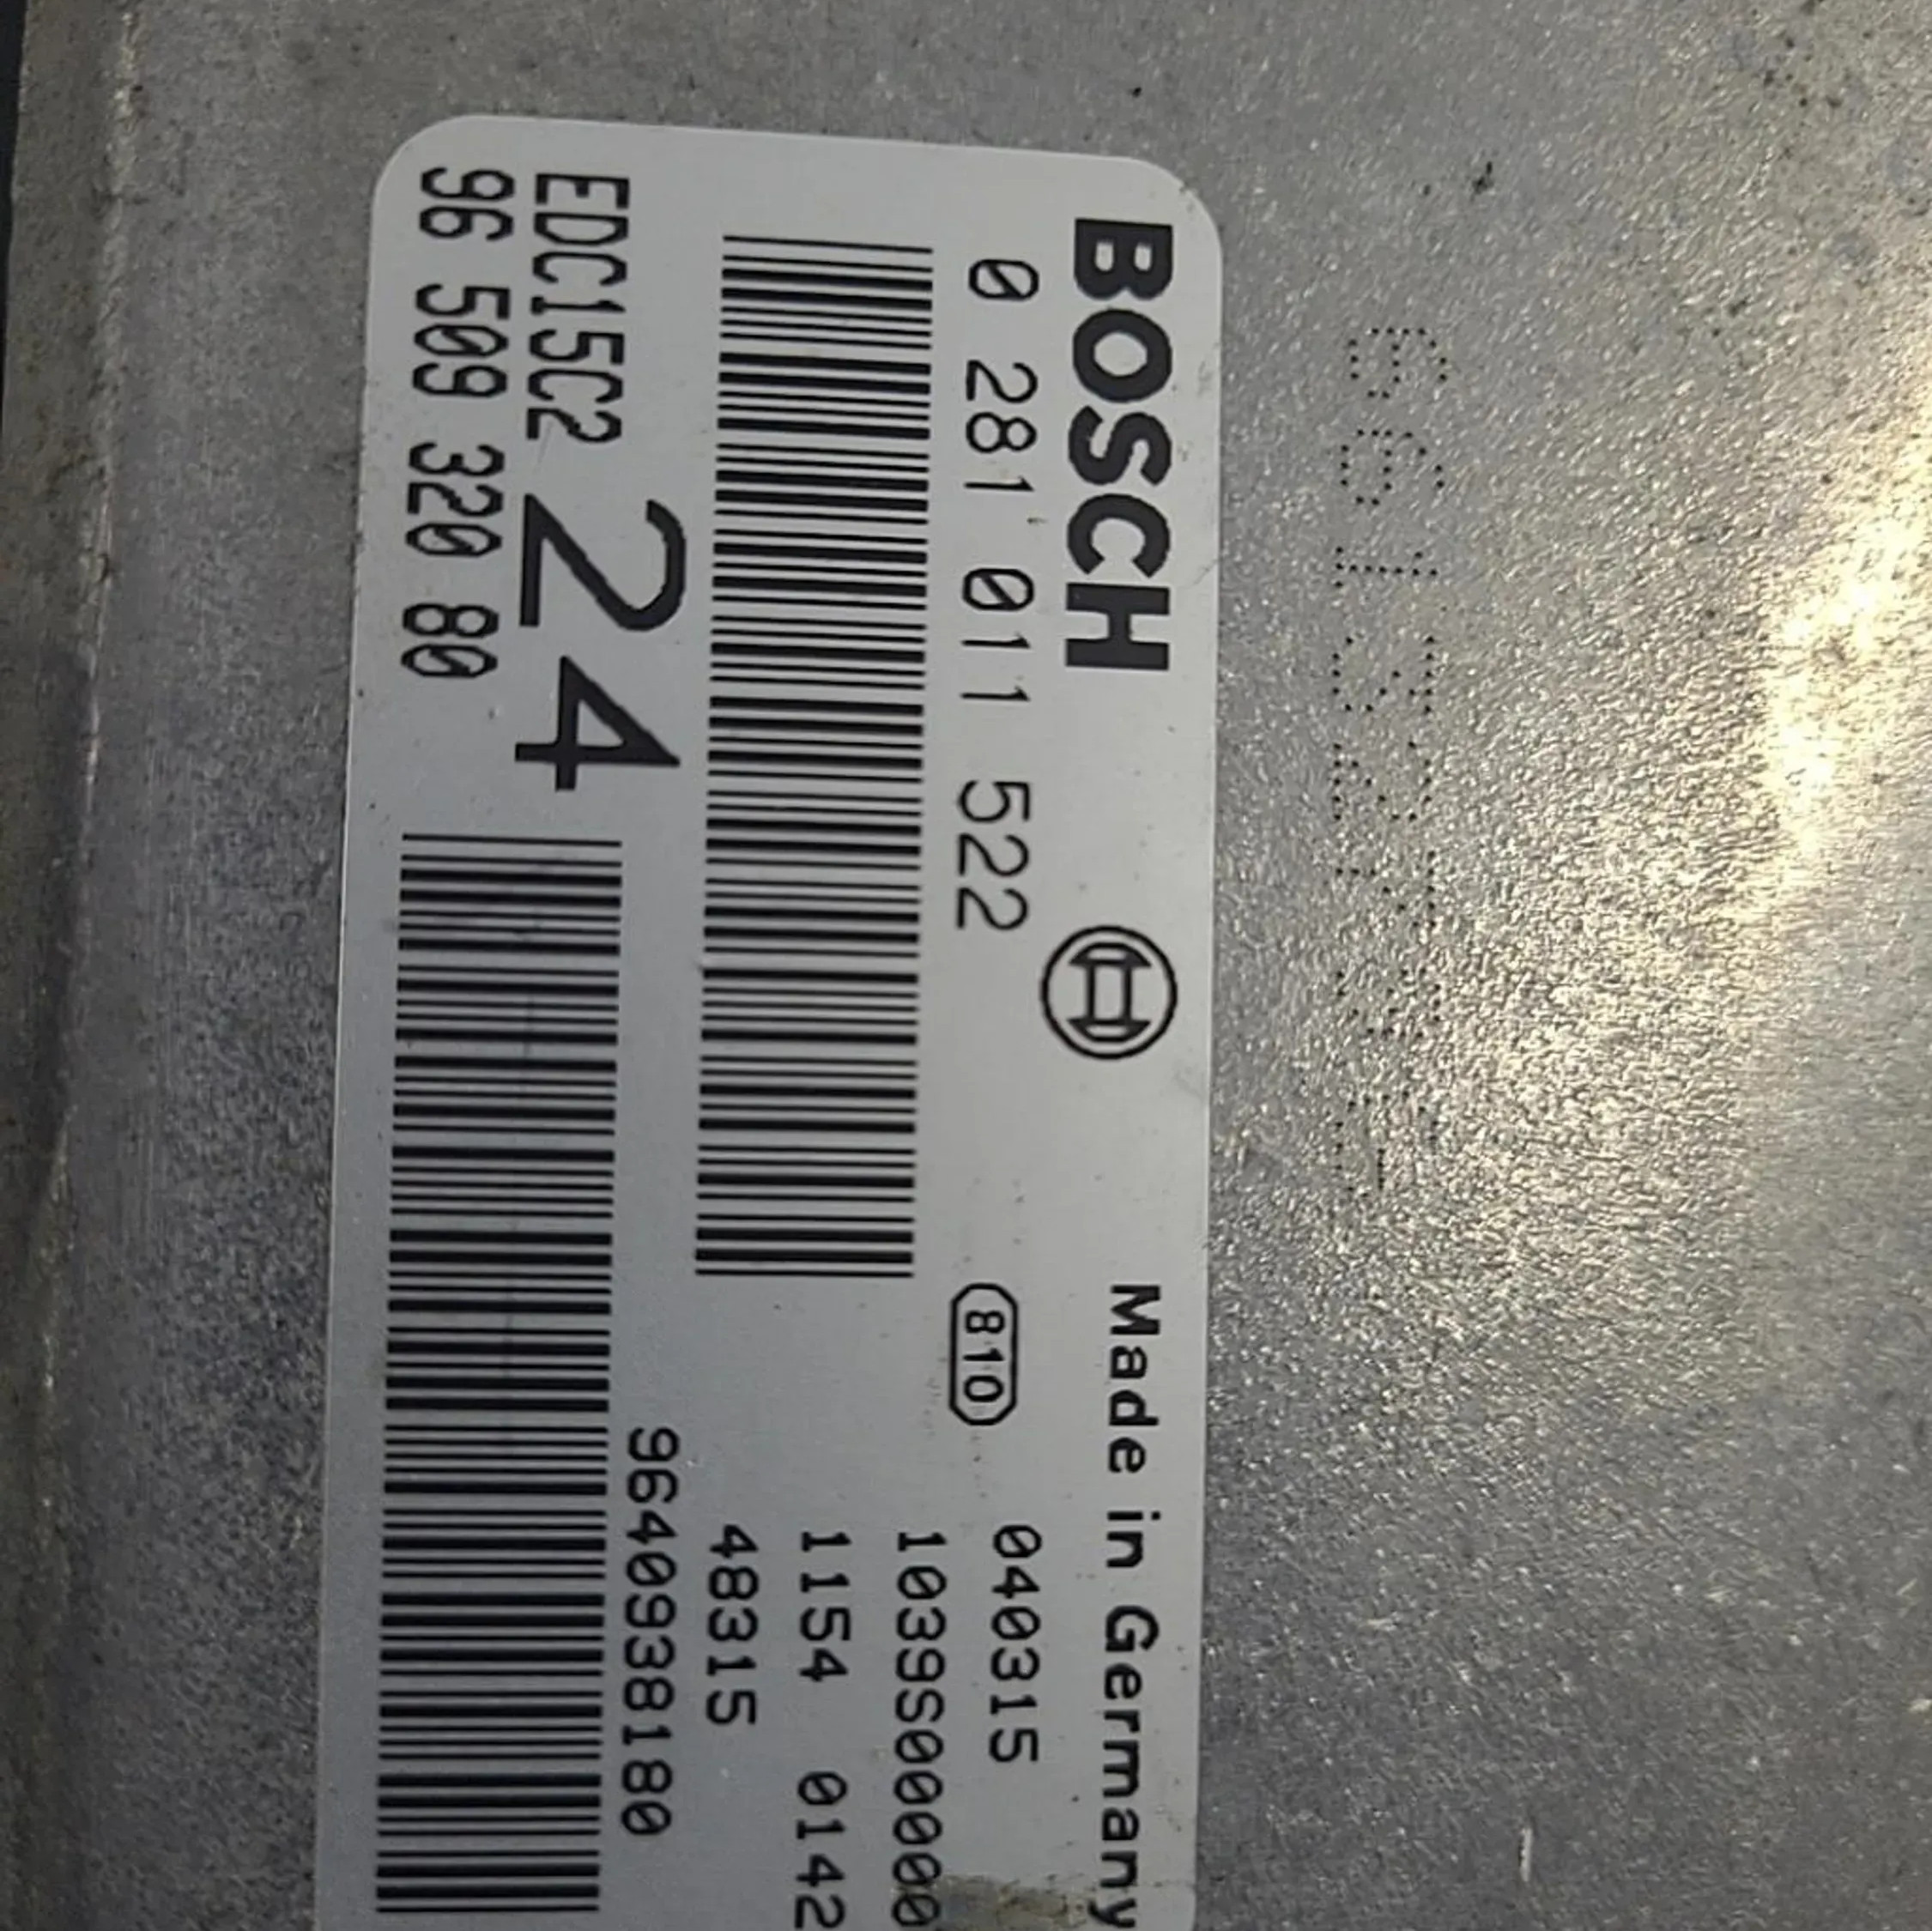 BOSCH
Made in Germany
0 281 011 522
810
040315
1039S00000
1154 0142
48315
9640938180
EDC15C2
24
96 509 320 80